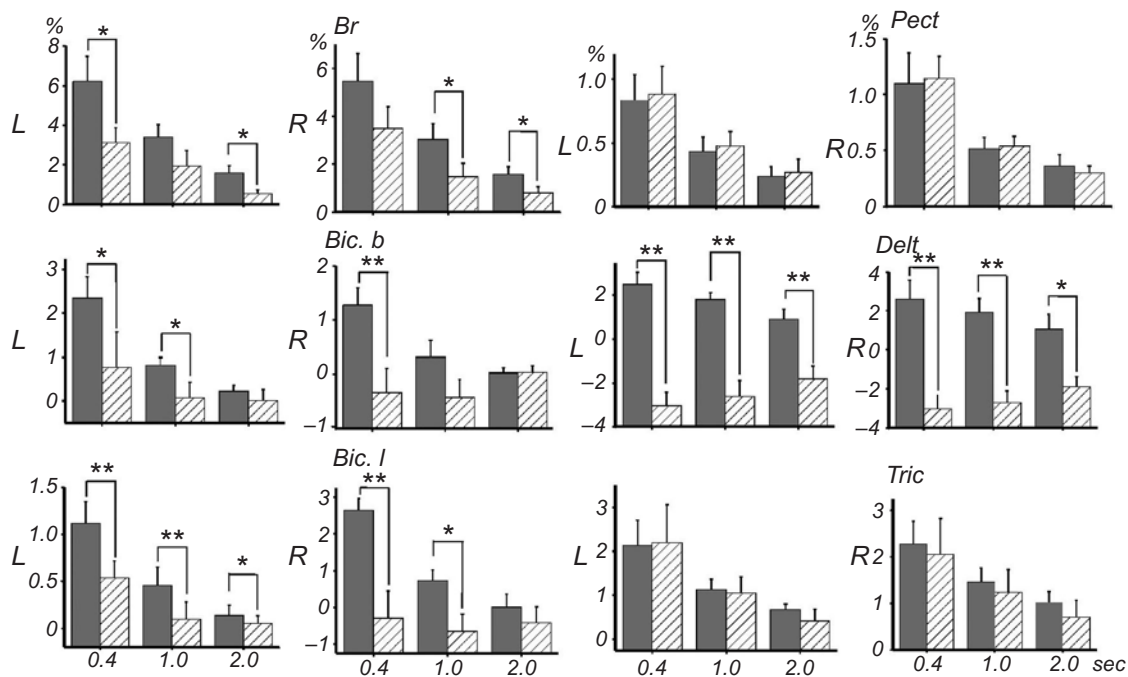 % Br % % % Pect
8 6 4 2 0 L * *
6 4 2 0 R * *
1.0 0.5 0 L
1.5 1.0 0.5 0 R
Bic. b Delt
3 2 1 0 L * *
2 1 0 –1 R **
2 0 –2 –4 L ** ** **
4 2 0 –2 –4 R ** ** *
Bic. l Tric
1.5 1.0 0.5 0 L ** ** *
3 2 1 0 –1 R ** *
3 2 1 0 L
3 2 1 0 R
0.4 1.0 2.0 0.4 1.0 2.0 0.4 1.0 2.0 0.4 1.0 2.0 sec